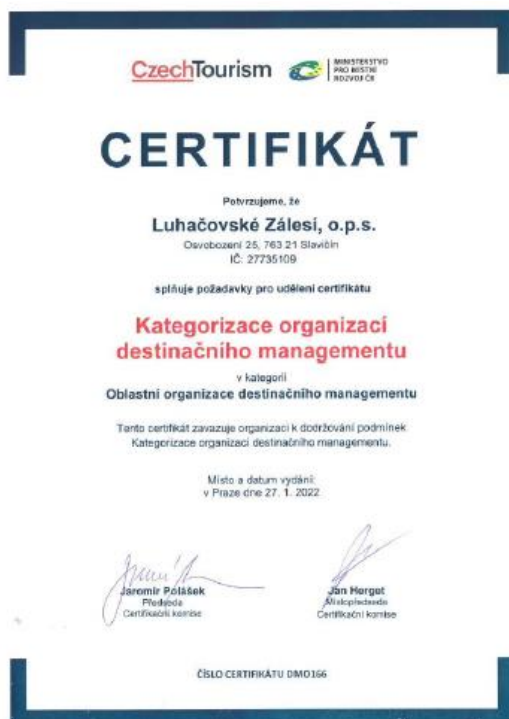 CzechTourism
MINISTERSTVO
PRO MÍSTNÍ
ROZVOJ ČR
CERTIFIKÁT
Potvrzujeme, že
Luhačovské Zálesí, o.p.s.
Osvobození 25, 763 21 Slavičín
IČ: 27735109
splňuje požadavky pro udělení certifikátu
Kategorizace organizací
destinačního managementu
v kategorii
Oblastní organizace destinačního managementu
Tento certifikát zavazuje organizaci k dodržování podmínek
Kategorizace organizací destinačního managementu.
Místo a datum vydání:
v Praze dne 27. 1. 2022
Jaromír Polášek
Předseda
Certifikační komise
Jan Herget
Místopředseda
Certifikační komise
ČÍSLO CERTIFIKÁTU DMO166